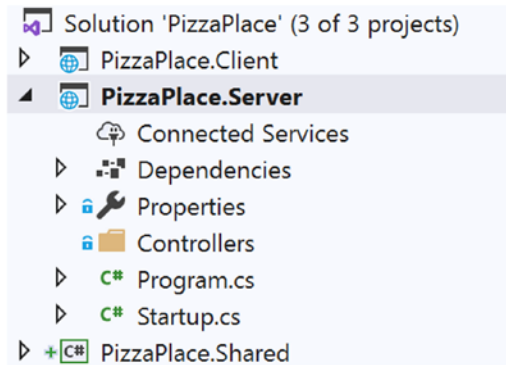 Solution 'PizzaPlace' (3 of 3 projects)
PizzaPlace.Client
PizzaPlace.Server
Connected Services
Dependencies
Properties
Controllers
C# Program.cs
C# Startup.cs
C# PizzaPlace.Shared